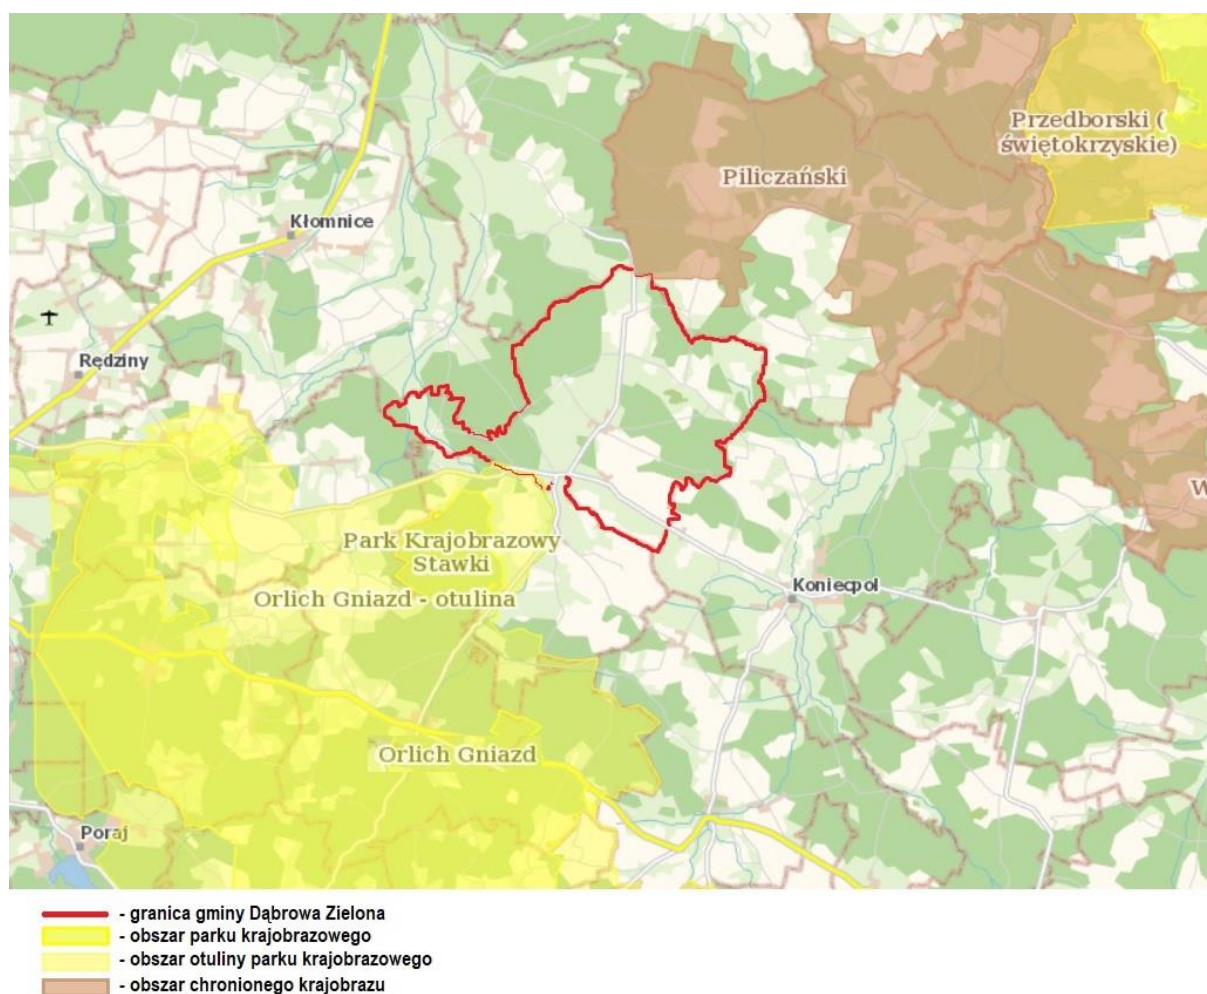 Przedborski (
świętokrzyskie)
Piliczański
Kłomnice
Rędziny
Park Krajobrazowy
Stawki
Orlich Gniazd - otulina
Koniecpol
W
Orlich Gniazd
Poraj
- granica gminy Dąbrowa Zielona
- obszar parku krajobrazowego
- obszar otuliny parku krajobrazowego
- obszar chronionego krajobrazu